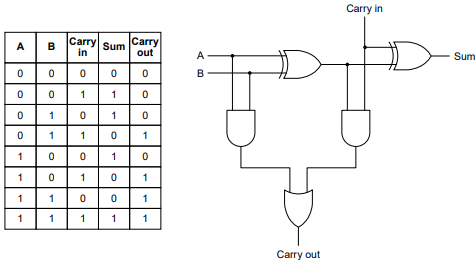 A B Carry in Sum Carry out
0 0 0 0 0
0 0 1 1 0
0 1 0 1 0
0 1 1 0 1
1 0 0 1 0
1 0 1 0 1
1 1 0 0 1
1 1 1 1 1
Carry in
A
B
Sum
Carry out